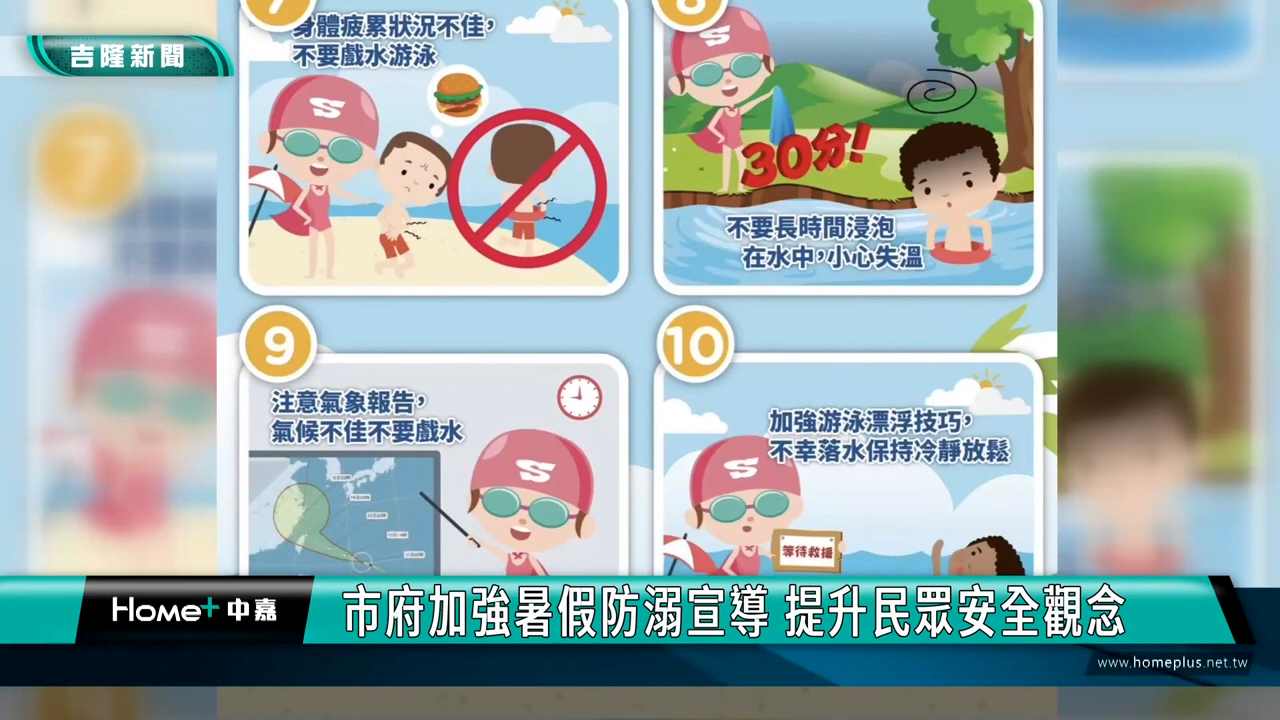 吉隆新聞
7
身體疲累狀況不佳,
不要戲水游泳
8
30分!
不要長時間浸泡
在水中,小心失溫
9
注意氣象報告,
氣候不佳不要戲水
10
加強游泳漂浮技巧,
不幸落水保持冷靜放鬆
等待救援
Home+中嘉
市府加強暑假防溺宣導 提升民眾安全觀念
www.homeplus.net.tw